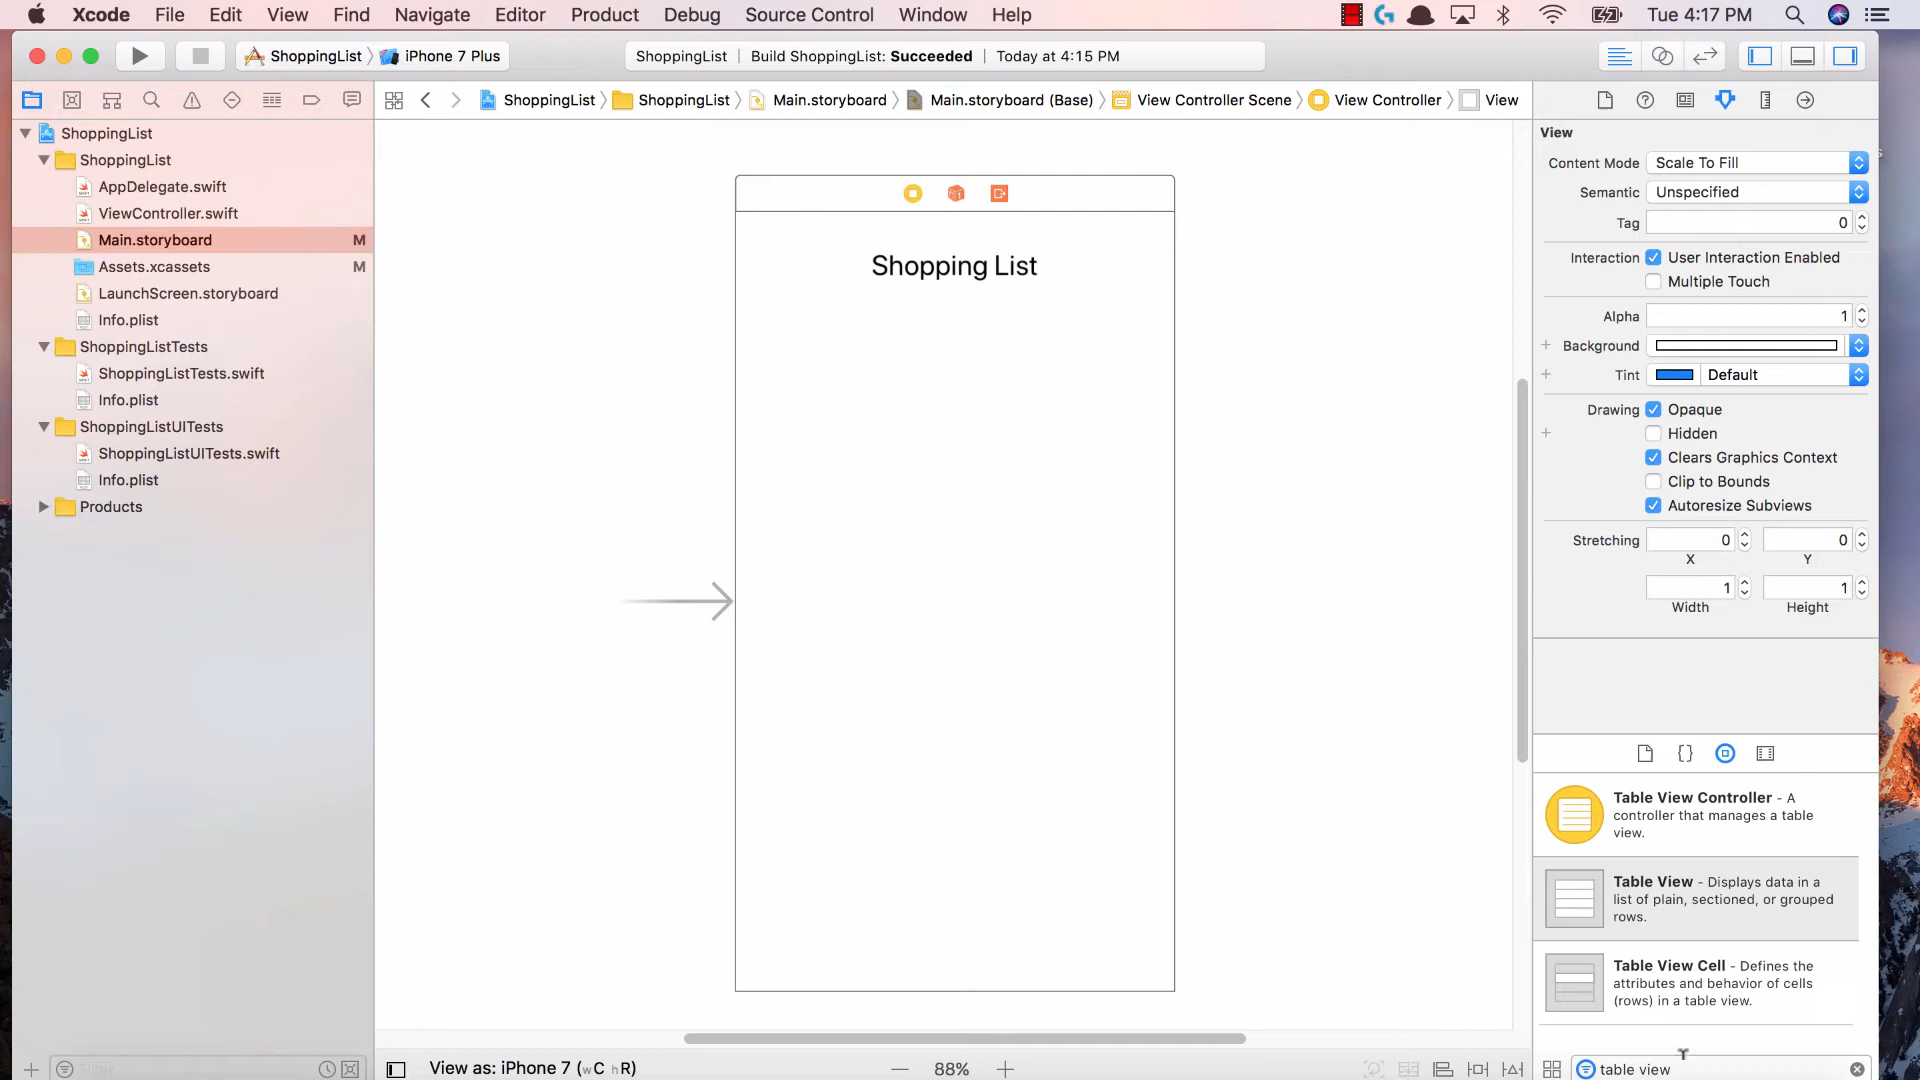 Xcode File Edit View Find Navigate Editor Product Debug Source Control Window Help Tue 4:17 PM
ShoppingList iPhone 7 Plus ShoppingList Build ShoppingList: Succeeded Today at 4:15 PM
ShoppingList ShoppingList Main.storyboard Main.storyboard (Base) View Controller Scene View Controller View
ShoppingList
ShoppingList
AppDelegate.swift
ViewController.swift
Main.storyboard M
Assets.xcassets M
LaunchScreen.storyboard
Info.plist
ShoppingListTests
ShoppingListTests.swift
Info.plist
ShoppingListUITests
ShoppingListUITests.swift
Info.plist
Products
Shopping List
View as: iPhone 7 (wC hR)
88%
View
Content Mode Scale To Fill
Semantic Unspecified
Tag 0
Interaction User Interaction Enabled
Multiple Touch
Alpha 1
Background
Tint Default
Drawing Opaque
Hidden
Clears Graphics Context
Clip to Bounds
Autoresize Subviews
Stretching 0 0
X Y
1 1
Width Height
Table View Controller - A
controller that manages a table
view.
Table View - Displays data in a
list of plain, sectioned, or grouped
rows.
Table View Cell - Defines the
attributes and behavior of cells
(rows) in a table view.
table view